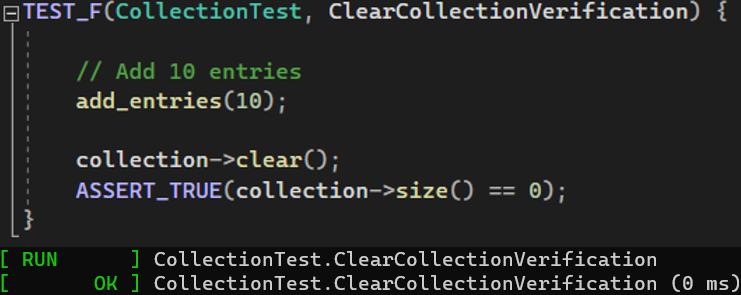 TEST_F(CollectionTest, ClearCollectionVerification) {
// Add 10 entries
add_entries(10);
collection->clear();
ASSERT_TRUE(collection->size() == 0);
}
[ RUN      ] CollectionTest.ClearCollectionVerification
[       OK ] CollectionTest.ClearCollectionVerification (0 ms)